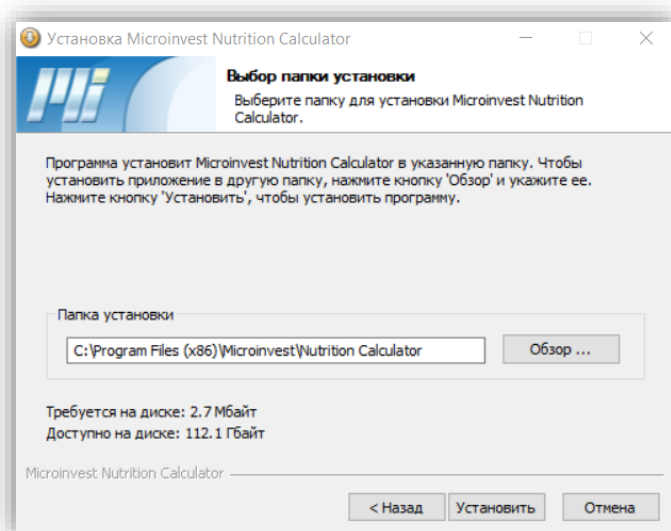 Установка Microinvest Nutrition Calculator
Выбор папки установки
Выберите папку для установки Microinvest Nutrition
Calculator.
Программа установит Microinvest Nutrition Calculator в указанную папку. Чтобы
установить приложение в другую папку, нажмите кнопку 'Обзор' и укажите ее.
Нажмите кнопку 'Установить', чтобы установить программу.
Папка установки
C:\Program Files (x86)\Microinvest\Nutrition Calculator
Обзор ...
Требуется на диске: 2.7 Мбайт
Доступно на диске: 112.1 Гбайт
Microinvest Nutrition Calculator
< Назад
Установить
Отмена